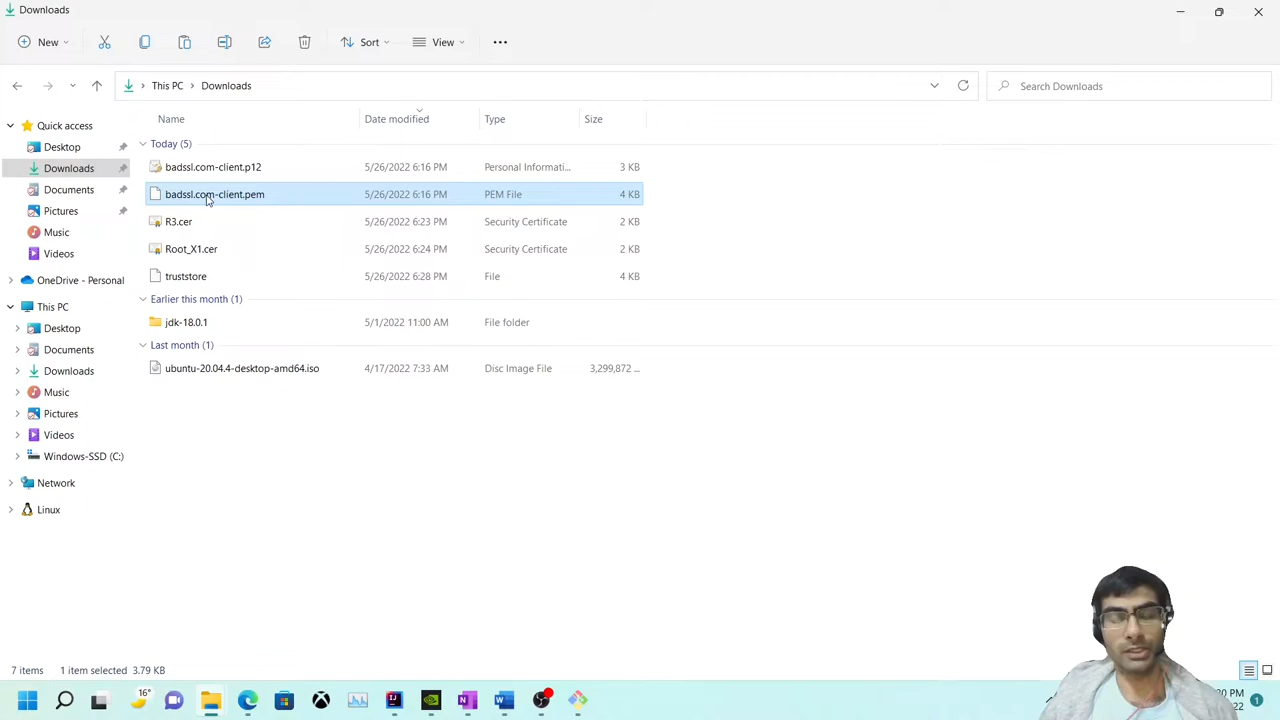 Downloads
New
Sort
View
This PC
Downloads
Search Downloads
Name
Date modified
Type
Size
Quick access
Desktop
Downloads
Documents
Pictures
Music
Videos
OneDrive - Personal
This PC
Desktop
Documents
Downloads
Music
Pictures
Videos
Windows-SSD (C:)
Network
Linux
Today (5)
badssl.com-client.p12 5/26/2022 6:16 PM Personal Informati... 3 KB
badssl.com-client.pem 5/26/2022 6:16 PM PEM File 4 KB
R3.cer 5/26/2022 6:23 PM Security Certificate 2 KB
Root_X1.cer 5/26/2022 6:24 PM Security Certificate 2 KB
truststore 5/26/2022 6:28 PM File 4 KB
Earlier this month (1)
jdk-18.0.1 5/1/2022 11:00 AM File folder
Last month (1)
ubuntu-20.04.4-desktop-amd64.iso 4/17/2022 7:33 AM Disc Image File 3,299,872 ...
7 items 1 item selected 3.79 KB
16°
20 PM
22
1